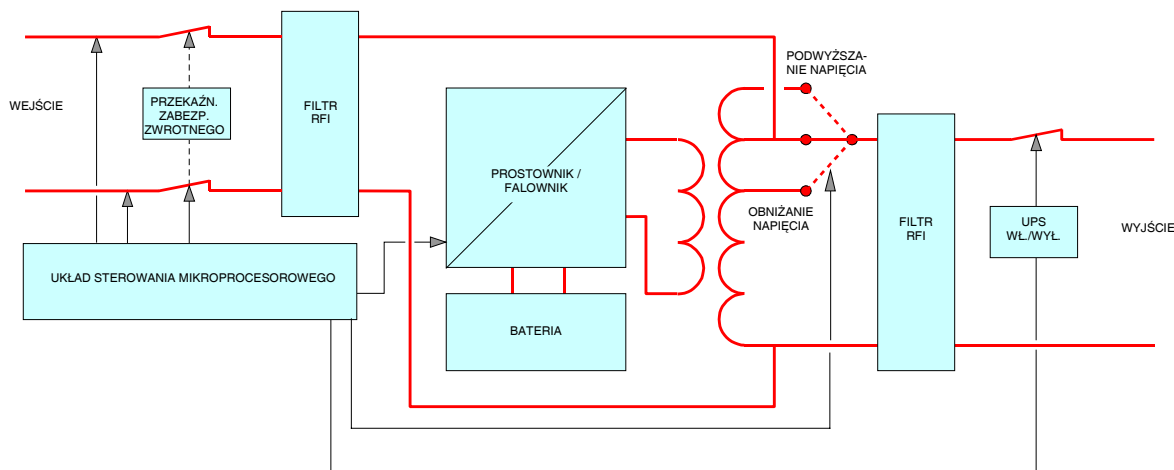 WEJŚCIE
PRZEKAŹN.
ZABEZP.
ZWROTNEGO
FILTR
RFI
PROSTOWNIK /
FALOWNIK
BATERIA
UKŁAD STEROWANIA MIKROPROCESOROWEGO
PODWYŻSZA-
NIE NAPIĘCIA
OBNIŻANIE
NAPIĘCIA
FILTR
RFI
UPS
WŁ./WYŁ.
WYJŚCIE